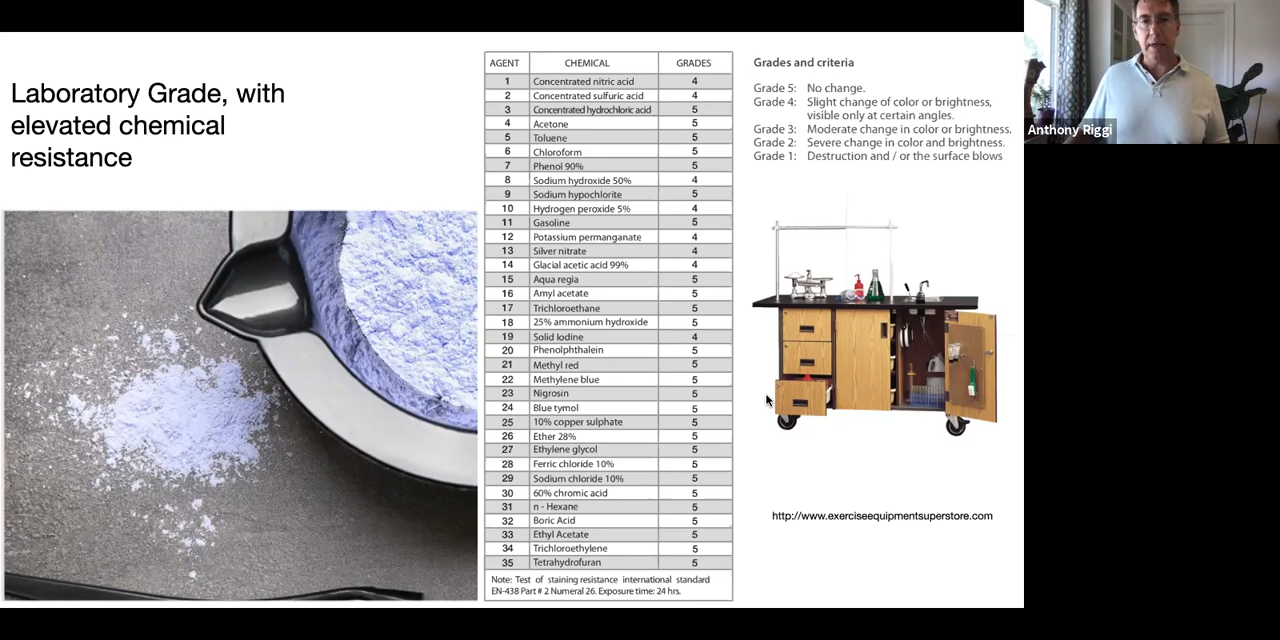 Laboratory Grade, with
elevated chemical
resistance
AGENT CHEMICAL GRADES
1 Concentrated nitric acid 4
2 Concentrated sulfuric acid 4
3 Concentrated hydrochloric acid 5
4 Acetone 5
5 Toluene 5
6 Chloroform 5
7 Phenol 90% 5
8 Sodium hydroxide 50% 4
9 Sodium hypochlorite 5
10 Hydrogen peroxide 5% 4
11 Gasoline 5
12 Potassium permanganate 4
13 Silver nitrate 4
14 Glacial acetic acid 99% 4
15 Aqua regia 5
16 Amyl acetate 5
17 Trichloroethane 5
18 25% ammonium hydroxide 5
19 Solid Iodine 4
20 Phenolphthalein 5
21 Methyl red 5
22 Methylene blue 5
23 Nigrosin 5
24 Blue tymol 5
25 10% copper sulphate 5
26 Ether 28% 5
27 Ethylene glycol 5
28 Ferric chloride 10% 5
29 Sodium chloride 10% 5
30 60% chromic acid 5
31 n - Hexane 5
32 Boric Acid 5
33 Ethyl Acetate 5
34 Trichloroethylene 5
35 Tetrahydrofuran 5
Note: Test of staining resistance international standard
EN-438 Part # 2 Numeral 26. Exposure time: 24 hrs.
Grades and criteria
Grade 5: No change.
Grade 4: Slight change of color or brightness,
visible only at certain angles.
Grade 3: Moderate change in color or brightness.
Grade 2: Severe change in color and brightness.
Grade 1: Destruction and / or the surface blows
http://www.exerciseequipmentsuperstore.com
Anthony Riggi